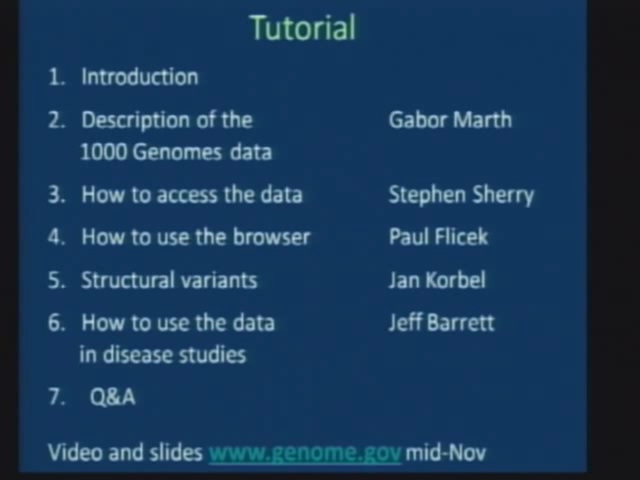 Tutorial
1. Introduction
2. Description of the Gabor Marth
1000 Genomes data
3. How to access the data Stephen Sherry
4. How to use the browser Paul Flicek
5. Structural variants Jan Korbel
6. How to use the data Jeff Barrett
in disease studies
7. Q&A
Video and slides www.genome.gov mid-Nov